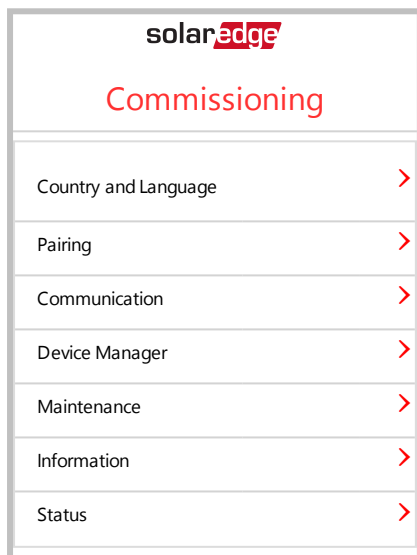 solaredge
Commissioning
Country and Language
Pairing
Communication
Device Manager
Maintenance
Information
Status